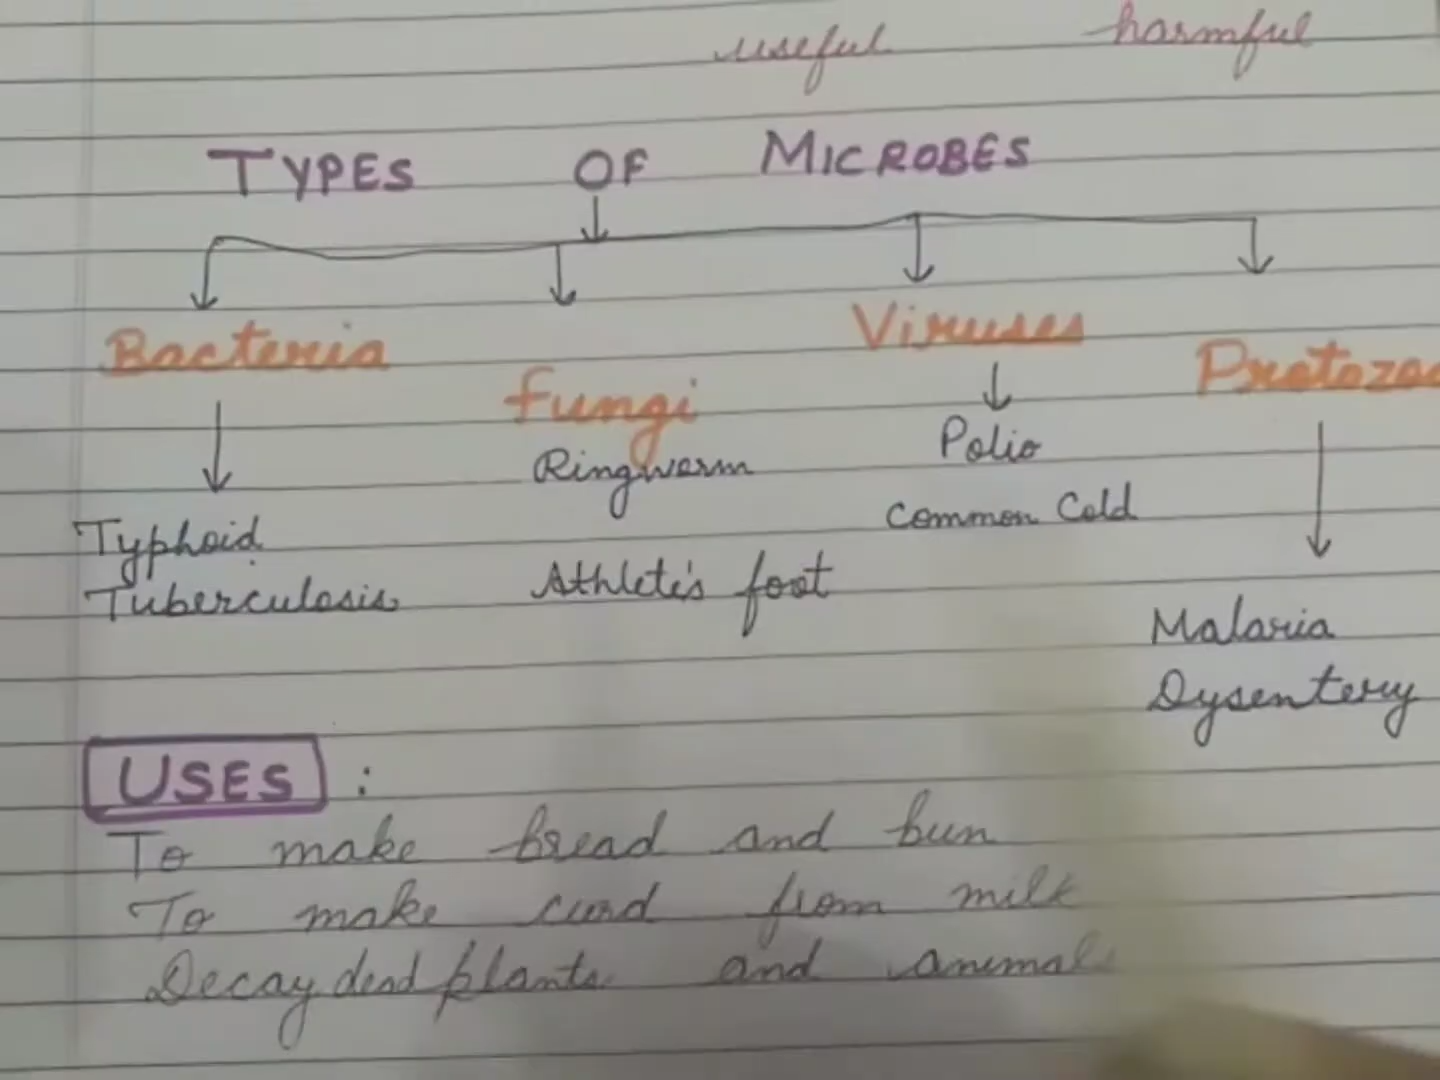 useful harmful
TYPES OF MICROBES
Bacteria Fungi Viruses Protozoa
Ringworm Polio
Typhoid Common Cold
Tuberculosis Athlete's foot
Malaria
Dysentery
USES :
To make bread and bun
To make curd from milk
Decay dead plants and animals